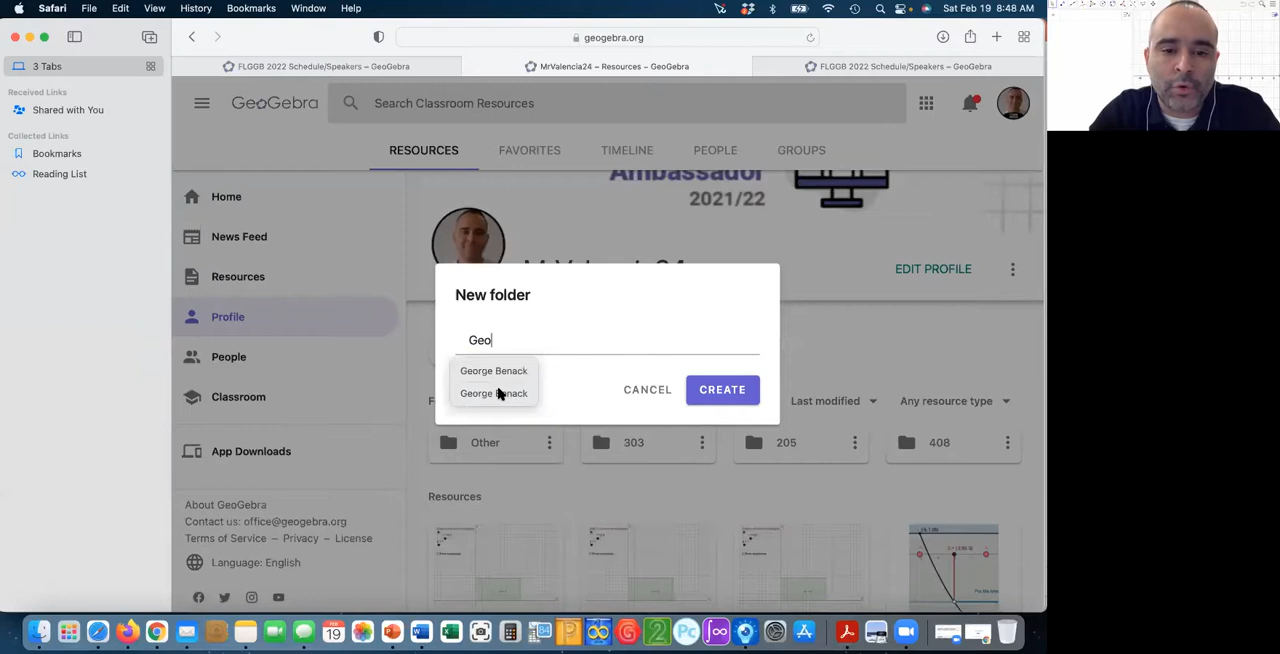 Safari File Edit View History Bookmarks Window Help Sat Feb 19 8:48 AM
geogebra.org
3 Tabs
FLGGB 2022 Schedule/Speakers – GeoGebra
MrValencia24 – Resources – GeoGebra
FLGGB 2022 Schedule/Speakers – GeoGebra
Received Links
Shared with You
Collected Links
Bookmarks
Reading List
GeoGebra
Search Classroom Resources
RESOURCES FAVORITES TIMELINE PEOPLE GROUPS
Ambassador
2021/22
Home
News Feed
Resources
Profile
People
Classroom
App Downloads
About GeoGebra
Contact us: office@geogebra.org
Terms of Service – Privacy – License
Language: English
MrValencia24
EDIT PROFILE
New folder
Geo
George Benack
George Benack
CANCEL
CREATE
Last modified
Any resource type
Other
303
205
408
Resources